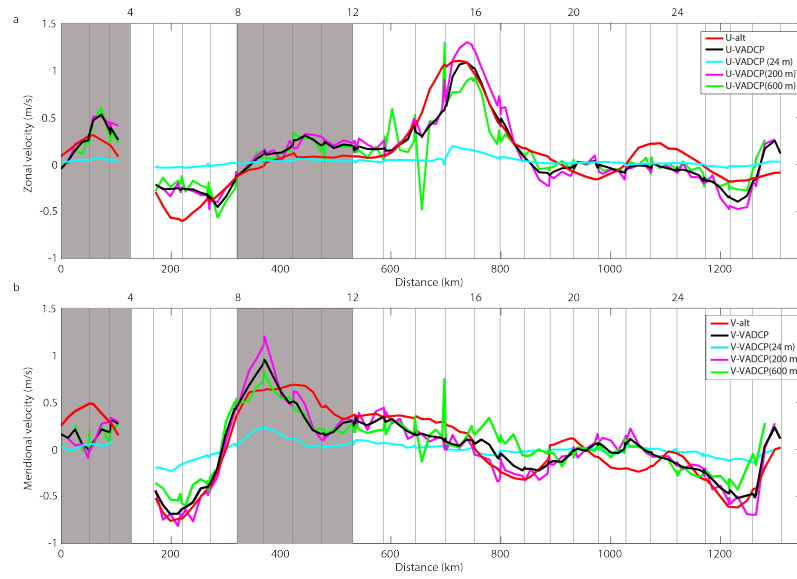 a
4 8 12 16 20 24
1.5
1
0.5
0
-0.5
-1
Zonal velocity (m/s)
U-alt
U-VADCP
U-VADCP (24 m)
U-VADCP(200 m)
U-VADCP(600 m)
0 200 400 600 800 1000 1200
Distance (km)
b
4 8 12 16 20 24
1.5
1
0.5
0
-0.5
-1
Meridional velocity (m/s)
V-alt
V-VADCP
V-VADCP(24 m)
V-VADCP(200 m
V-VADCP(600 m
0 200 400 600 800 1000 1200
Distance (km)